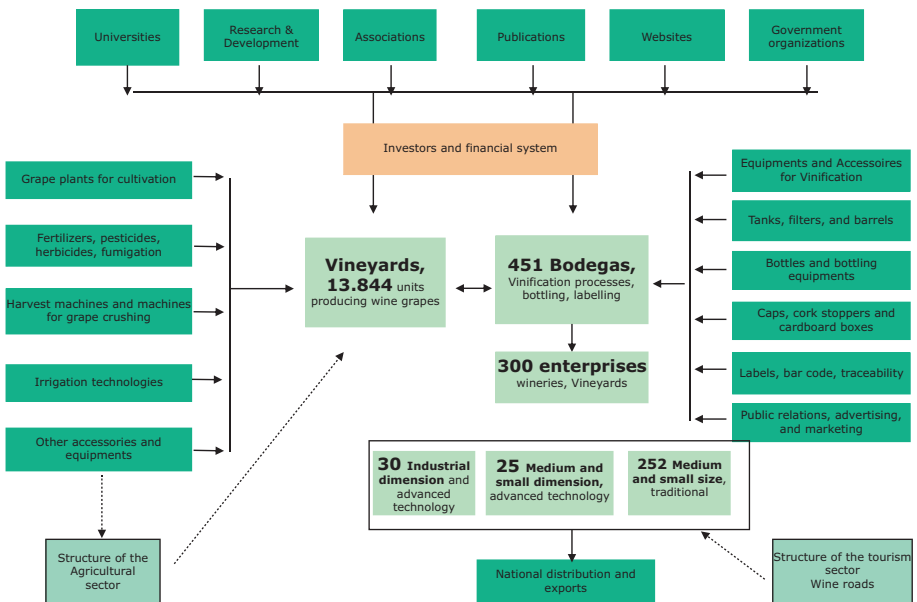 Universities
Research &
Development
Associations
Publications
Websites
Government
organizations
Investors and financial system
Grape plants for cultivation
Fertilizers, pesticides,
herbicides, fumigation
Harvest machines and machines
for grape crushing
Irrigation technologies
Other accessories and
equipments
Vineyards,
13.844 units
producing wine grapes
451 Bodegas,
Vinification processes,
bottling, labelling
300 enterprises
wineries, Vineyards
Equipments and Accessoires
for Vinification
Tanks, filters, and barrels
Bottles and bottling
equipments
Caps, cork stoppers and
cardboard boxes
Labels, bar code, traceability
Public relations, advertising,
and marketing
30 Industrial
dimension and
advanced
technology
25 Medium and
small dimension,
advanced technology
252 Medium
and small size,
traditional
Structure of the
Agricultural
sector
National distribution and
exports
Structure of the tourism
sector
Wine roads